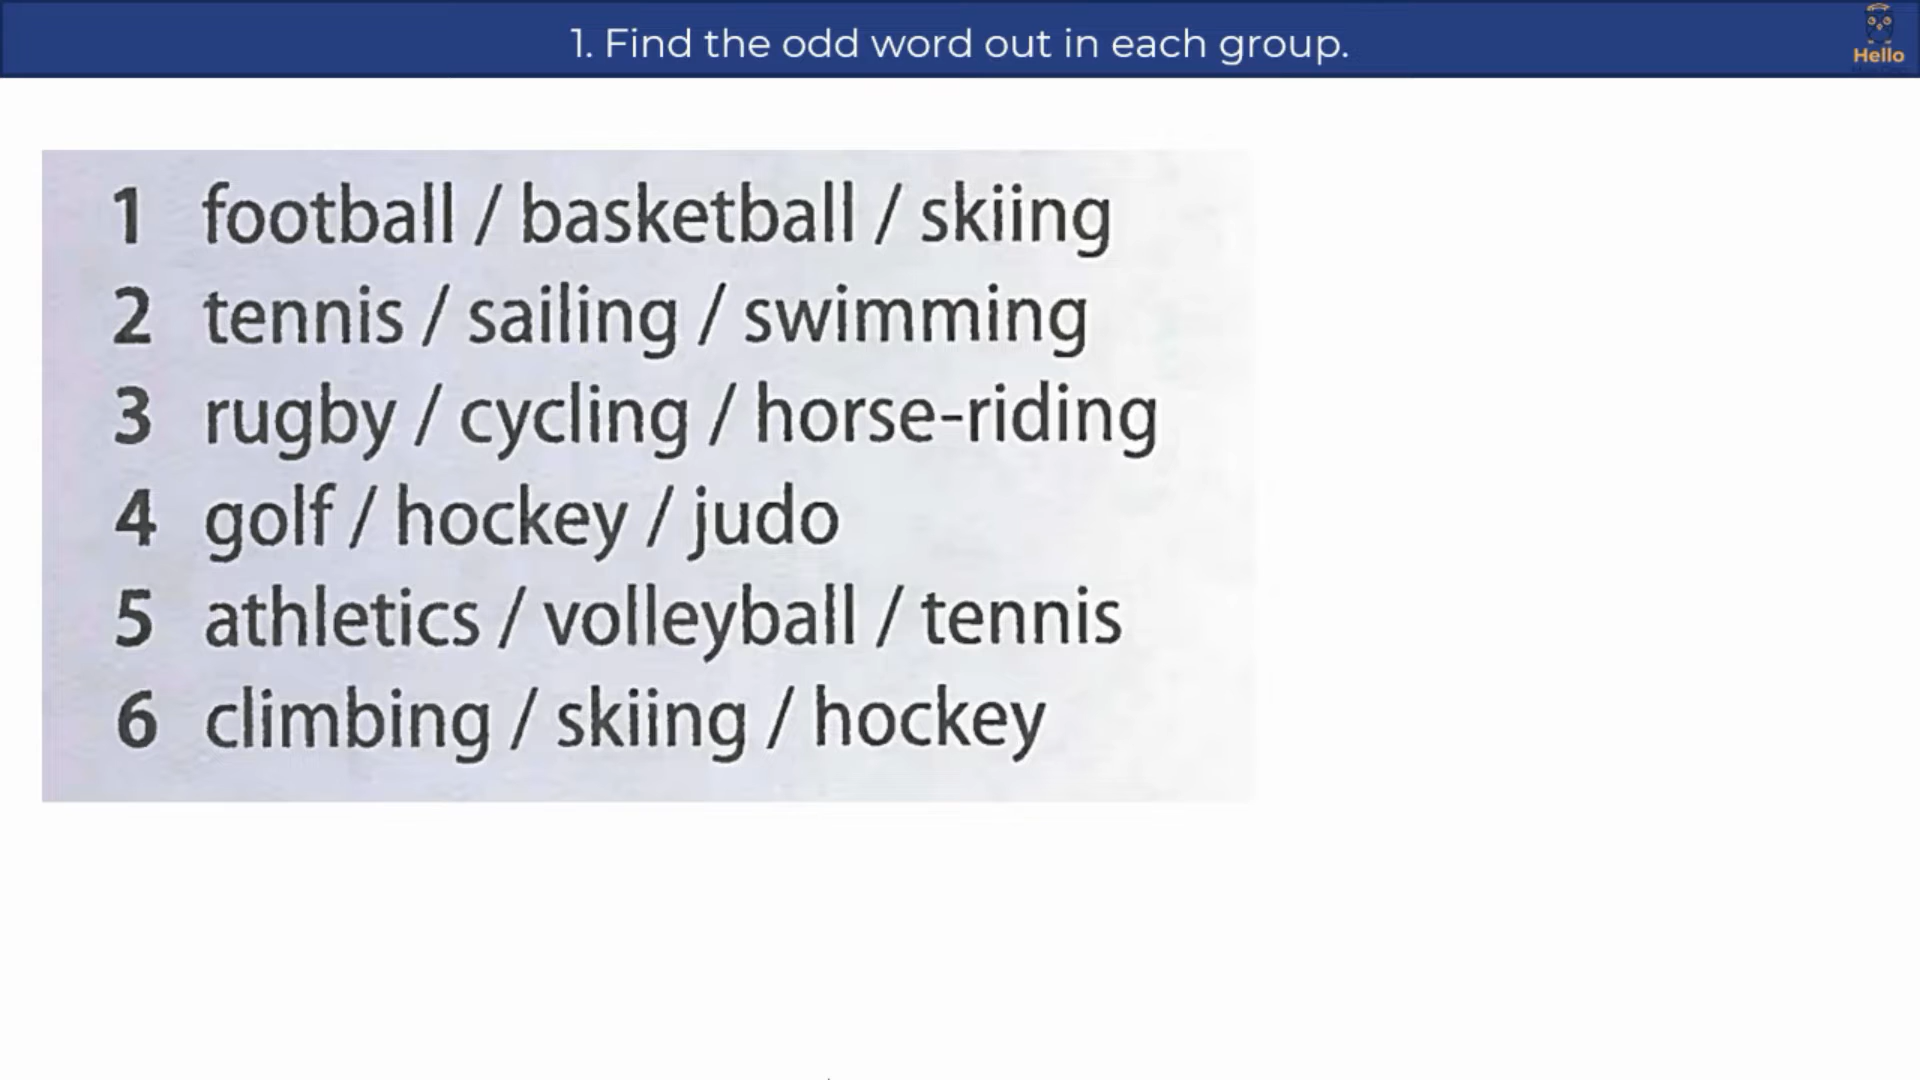 1. Find the odd word out in each group.
Hello
1 football / basketball / skiing
2 tennis / sailing / swimming
3 rugby / cycling / horse-riding
4 golf / hockey / judo
5 athletics / volleyball / tennis
6 climbing / skiing / hockey